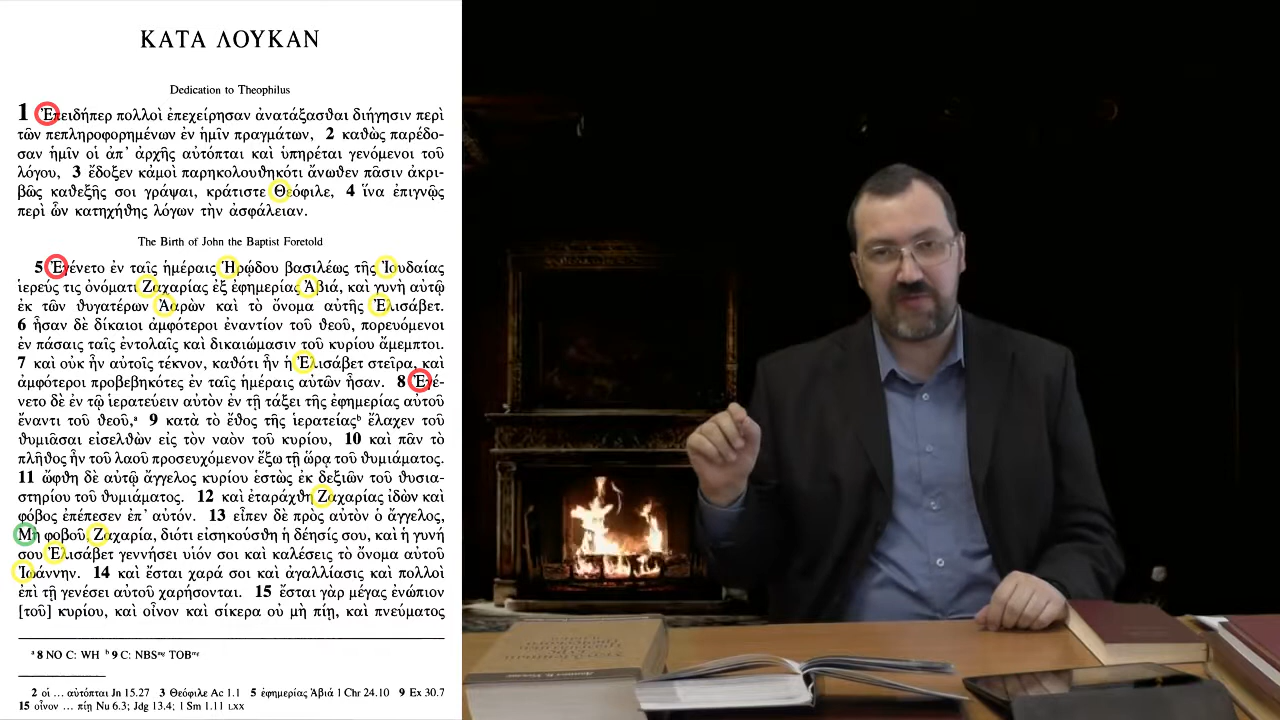 ΚΑΤΑ ΛΟΥΚΑΝ
Dedication to Theophilus
1 Ἐπειδήπερ πολλοὶ ἐπεχείρησαν ἀνατάξασθαι διήγησιν περὶ
τῶν πεπληροφορημένων ἐν ἡμῖν πραγμάτων, 2 καθὼς παρέδο-
σαν ἡμῖν οἱ ἀπ’ ἀρχῆς αὐτόπται καὶ ὑπηρέται γενόμενοι τοῦ
λόγου, 3 ἔδοξεν κἀμοὶ παρηκολουθηκότι ἄνωθεν πᾶσιν ἀκρι-
βῶς καθεξῆς σοι γράψαι, κράτιστε Θεόφιλε, 4 ἵνα ἐπιγνῷς
περὶ ὧν κατηχήθης λόγων τὴν ἀσφάλειαν.
The Birth of John the Baptist Foretold
5 Ἐγένετο ἐν ταῖς ἡμέραις Ἡρῴδου βασιλέως τῆς Ἰουδαίας
ἱερεύς τις ὀνόματι Ζαχαρίας ἐξ ἐφημερίας Ἀβιά, καὶ γυνὴ αὐτῷ
ἐκ τῶν θυγατέρων Ἀαρὼν καὶ τὸ ὄνομα αὐτῆς Ἐλισάβετ.
6 ἦσαν δὲ δίκαιοι ἀμφότεροι ἐναντίον τοῦ θεοῦ, πορευόμενοι
ἐν πάσαις ταῖς ἐντολαῖς καὶ δικαιώμασιν τοῦ κυρίου ἄμεμπτοι.
7 καὶ οὐκ ἦν αὐτοῖς τέκνον, καθότι ἦν ἡ Ἐλισάβετ στεῖρα, καὶ
ἀμφότεροι προβεβηκότες ἐν ταῖς ἡμέραις αὐτῶν ἦσαν. 8 Ἐγέ-
νετο δὲ ἐν τῷ ἱερατεύειν αὐτὸν ἐν τῇ τάξει τῆς ἐφημερίας αὐτοῦ
ἔναντι τοῦ θεοῦ,ᵃ 9 κατὰ τὸ ἔθος τῆς ἱερατείαςᵇ ἔλαχεν τοῦ
θυμιᾶσαι εἰσελθὼν εἰς τὸν ναὸν τοῦ κυρίου, 10 καὶ πᾶν τὸ
πλῆθος ἦν τοῦ λαοῦ προσευχόμενον ἔξω τῇ ὥρᾳ τοῦ θυμιάματος.
11 ὤφθη δὲ αὐτῷ ἄγγελος κυρίου ἑστὼς ἐκ δεξιῶν τοῦ θυσια-
στηρίου τοῦ θυμιάματος. 12 καὶ ἐταράχθη Ζαχαρίας ἰδὼν καὶ
φόβος ἐπέπεσεν ἐπ’ αὐτόν. 13 εἶπεν δὲ πρὸς αὐτὸν ὁ ἄγγελος,
Μὴ φοβοῦ, Ζαχαρία, διότι εἰσηκούσθη ἡ δέησίς σου, καὶ ἡ γυνή
σου Ἐλισάβετ γεννήσει υἱόν σοι καὶ καλέσεις τὸ ὄνομα αὐτοῦ
Ἰωάννην. 14 καὶ ἔσται χαρά σοι καὶ ἀγαλλίασις καὶ πολλοὶ
ἐπὶ τῇ γενέσει αὐτοῦ χαρήσονται. 15 ἔσται γὰρ μέγας ἐνώπιον
[τοῦ] κυρίου, καὶ οἶνον καὶ σίκερα οὐ μὴ πίῃ, καὶ πνεύματος
ᵃ 8 NO C: WH ᵇ 9 C: NBSᵐᵍ TOBᵐᵍ
2 οἱ … αὐτόπται Jn 15.27 3 Θεόφιλε Ac 1.1 5 ἐφημερίας Ἀβιά 1 Chr 24.10 9 Ex 30.7
15 οἶνον … πίῃ Nu 6.3; Jdg 13.4; 1 Sm 1.11 LXX